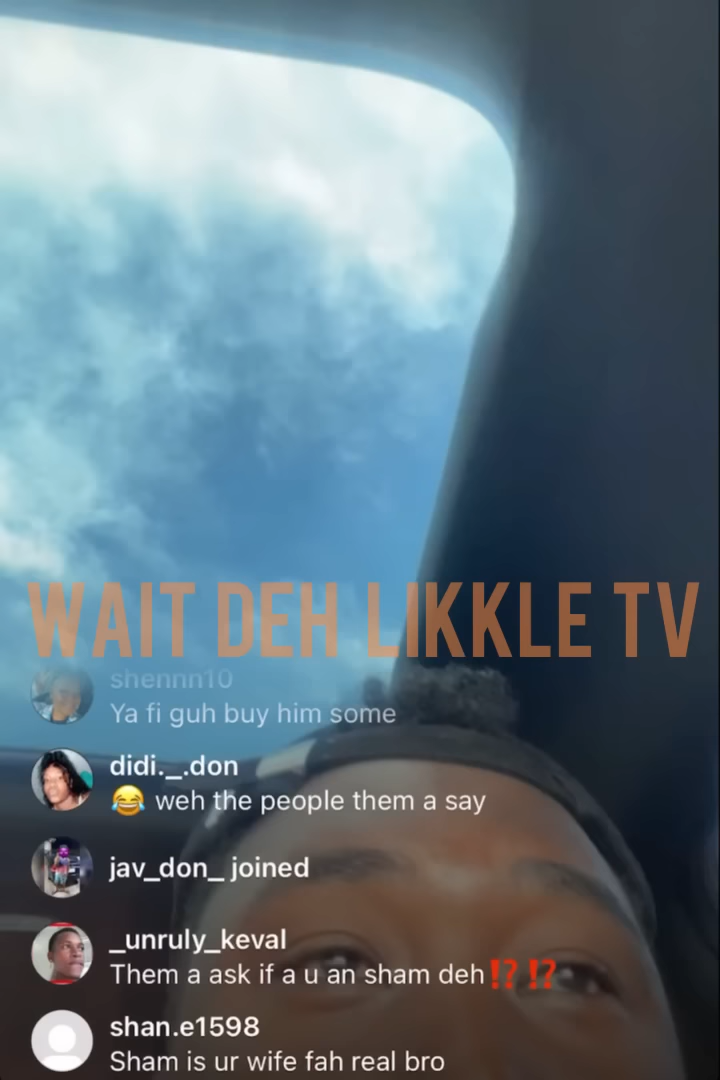 WAIT DEH LIKKLE TV
shennn10
Ya fi guh buy him some
didi._.don
😂 weh the people them a say
jav_don_ joined
_unruly_keval
Them a ask if a u an sham deh⁉️⁉️
shan.e1598
Sham is ur wife fah real bro